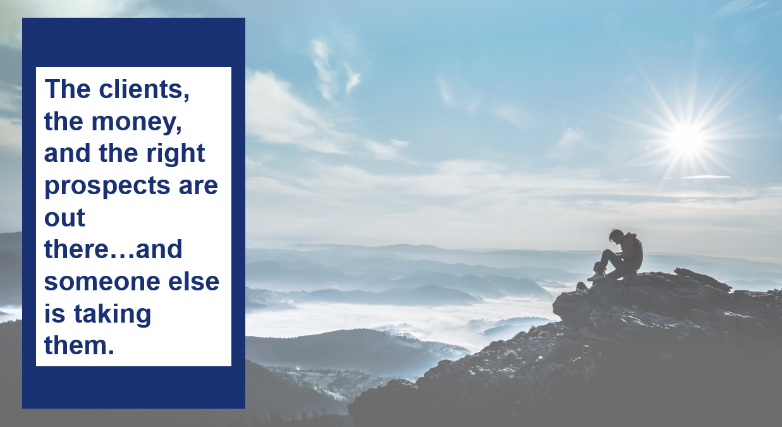 The clients,
the money,
and the right
prospects are
out
there…and
someone else
is taking
them.